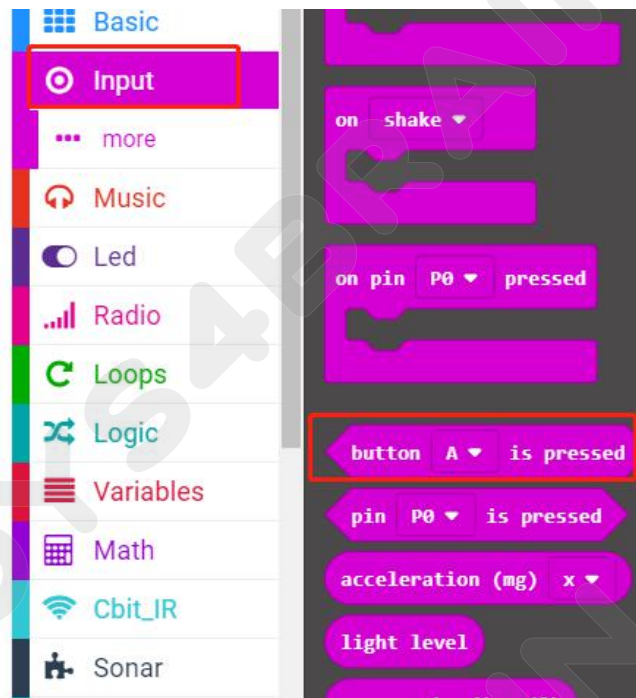 Basic
Input
more
Music
Led
Radio
Loops
Logic
Variables
Math
Cbit_IR
Sonar
on shake
on pin P0 pressed
button A is pressed
pin P0 is pressed
acceleration (mg) x
light level